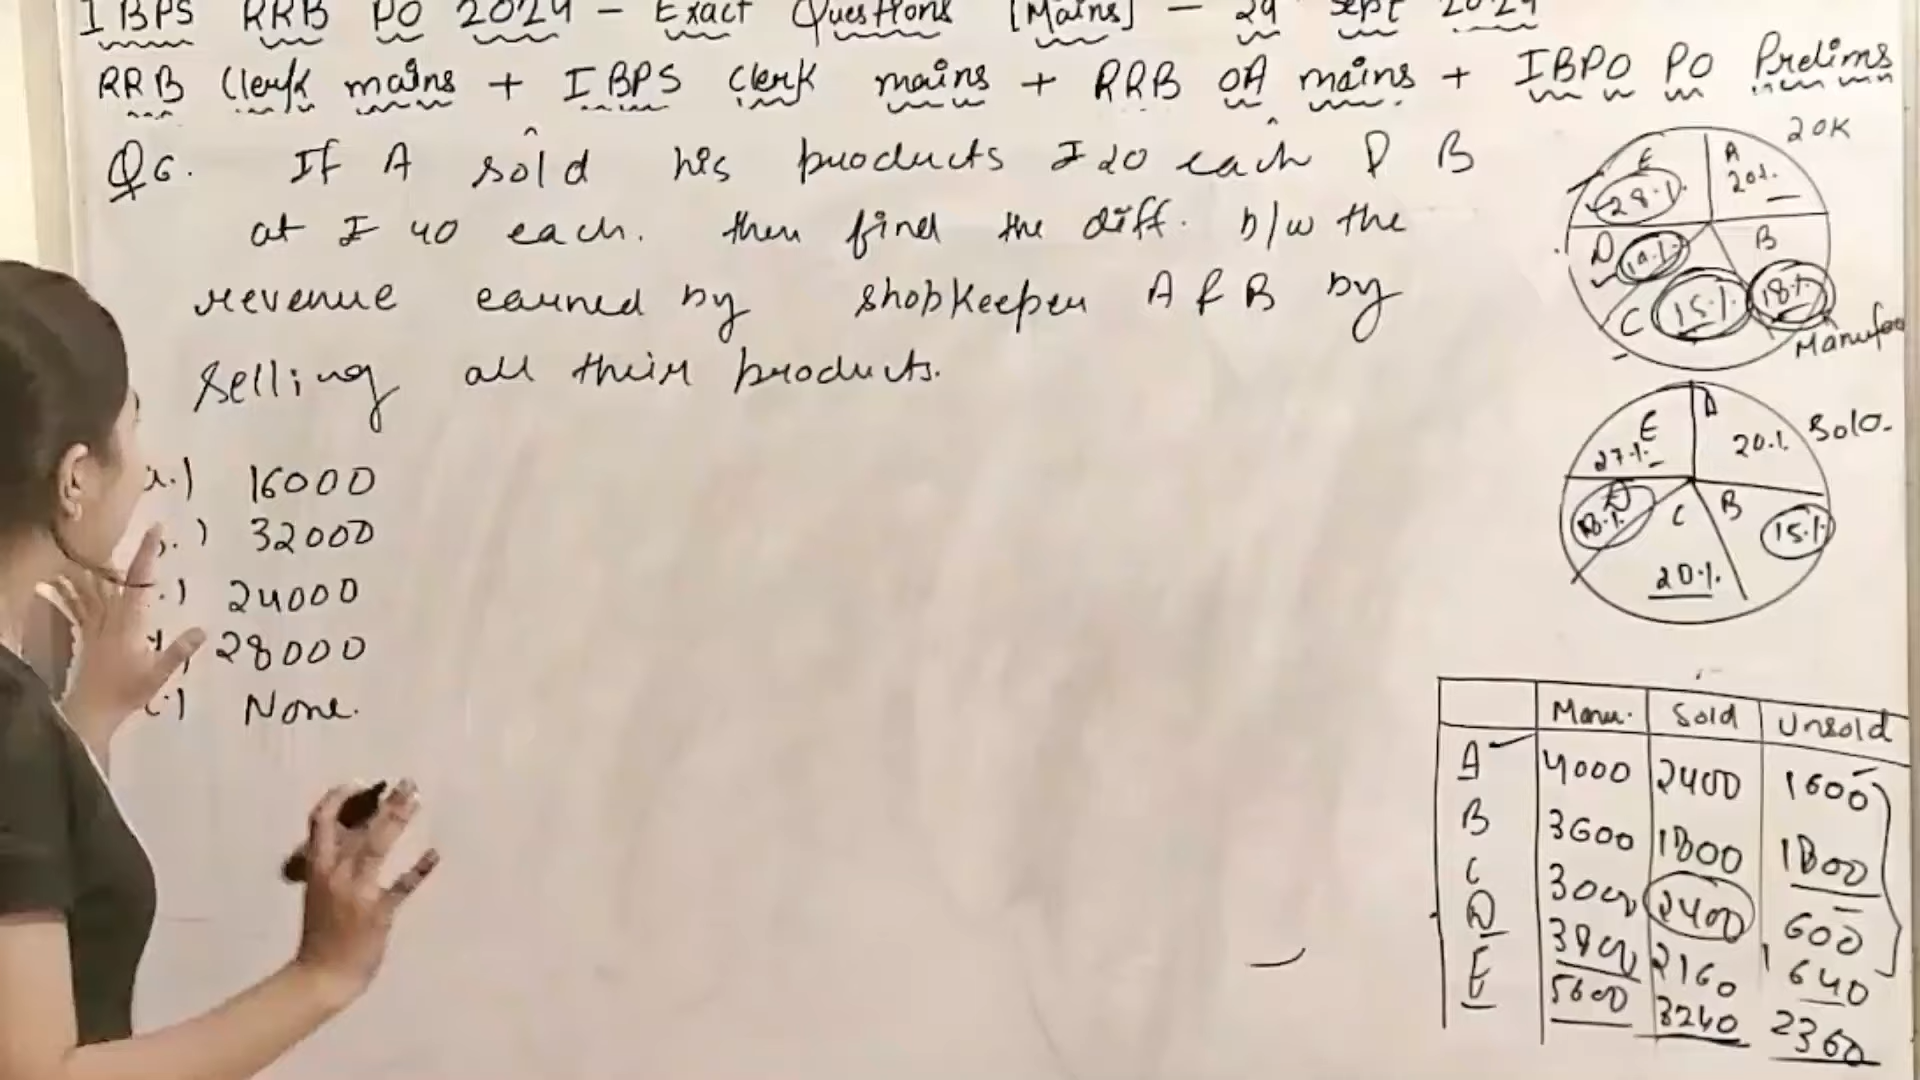 IBPS RRB PO 2024 - Exact Questions [Mains] - 29 Sept 2024
RRB Clerk mains + IBPS Clerk mains + RRB OA mains + IBPO PO Prelims
Q6. If A sold his products ₹20 each & B
at ₹ 40 each. then find the diff. b/w the
revenue earned by shopkeeper A & B by
selling all their products.
a.) 16000
b.) 32000
24000
28000
None.
20K
E 28% A 20%
D 19% B 18%
C 15%
Manufac
Sold
E 27% A 20%
D 18% B 15%
C 20%
Manu. Sold Unsold
A 4000 2400 1600
B 3600 1800 1800
C 3000 2400 600
D 3800 2160 1640
E 5600 3240 2360